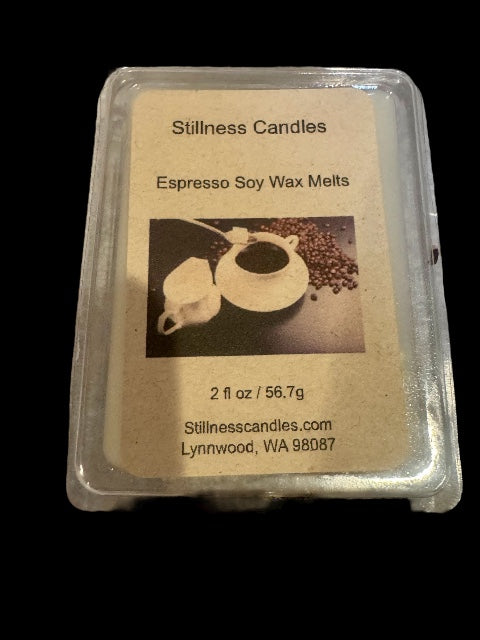 Stillness Candles
Espresso Soy Wax Melts
2 fl oz / 56.7g
Stillnesscandles.com
Lynnwood, WA 98087